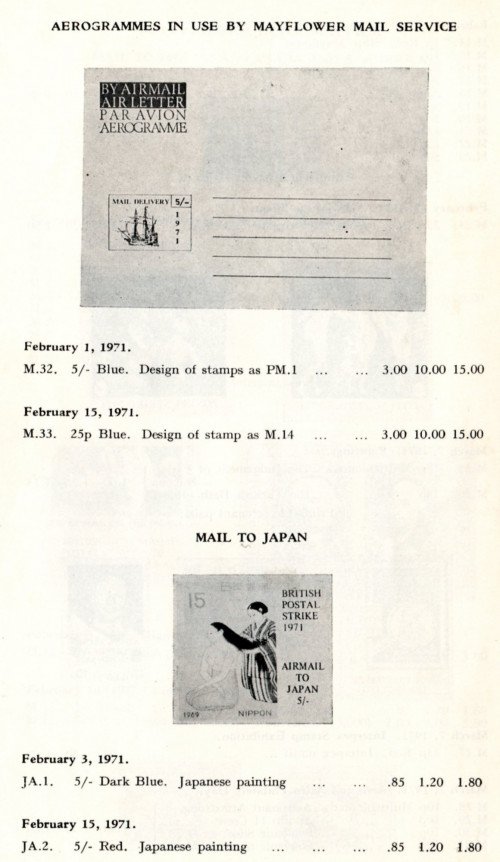 AEROGRAMMES IN USE BY MAYFLOWER MAIL SERVICE
BY AIRMAIL
AIR LETTER
PAR AVION
AEROGRAMME
MAIL DELIVERY 5/-
1
9
7
1
February 1, 1971.
M.32. 5/- Blue. Design of stamps as PM.1 ... ... 3.00 10.00 15.00
February 15, 1971.
M.33. 25p Blue. Design of stamp as M.14 ... ... 3.00 10.00 15.00
MAIL TO JAPAN
15
BRITISH
POSTAL
STRIKE
1971
AIRMAIL
TO
JAPAN
5/-
1969 NIPPON
February 3, 1971.
JA.1. 5/- Dark Blue. Japanese painting ... ... .85 1.20 1.80
February 15, 1971.
JA.2. 5/- Red. Japanese painting ... ... ... .85 1.20 1.80